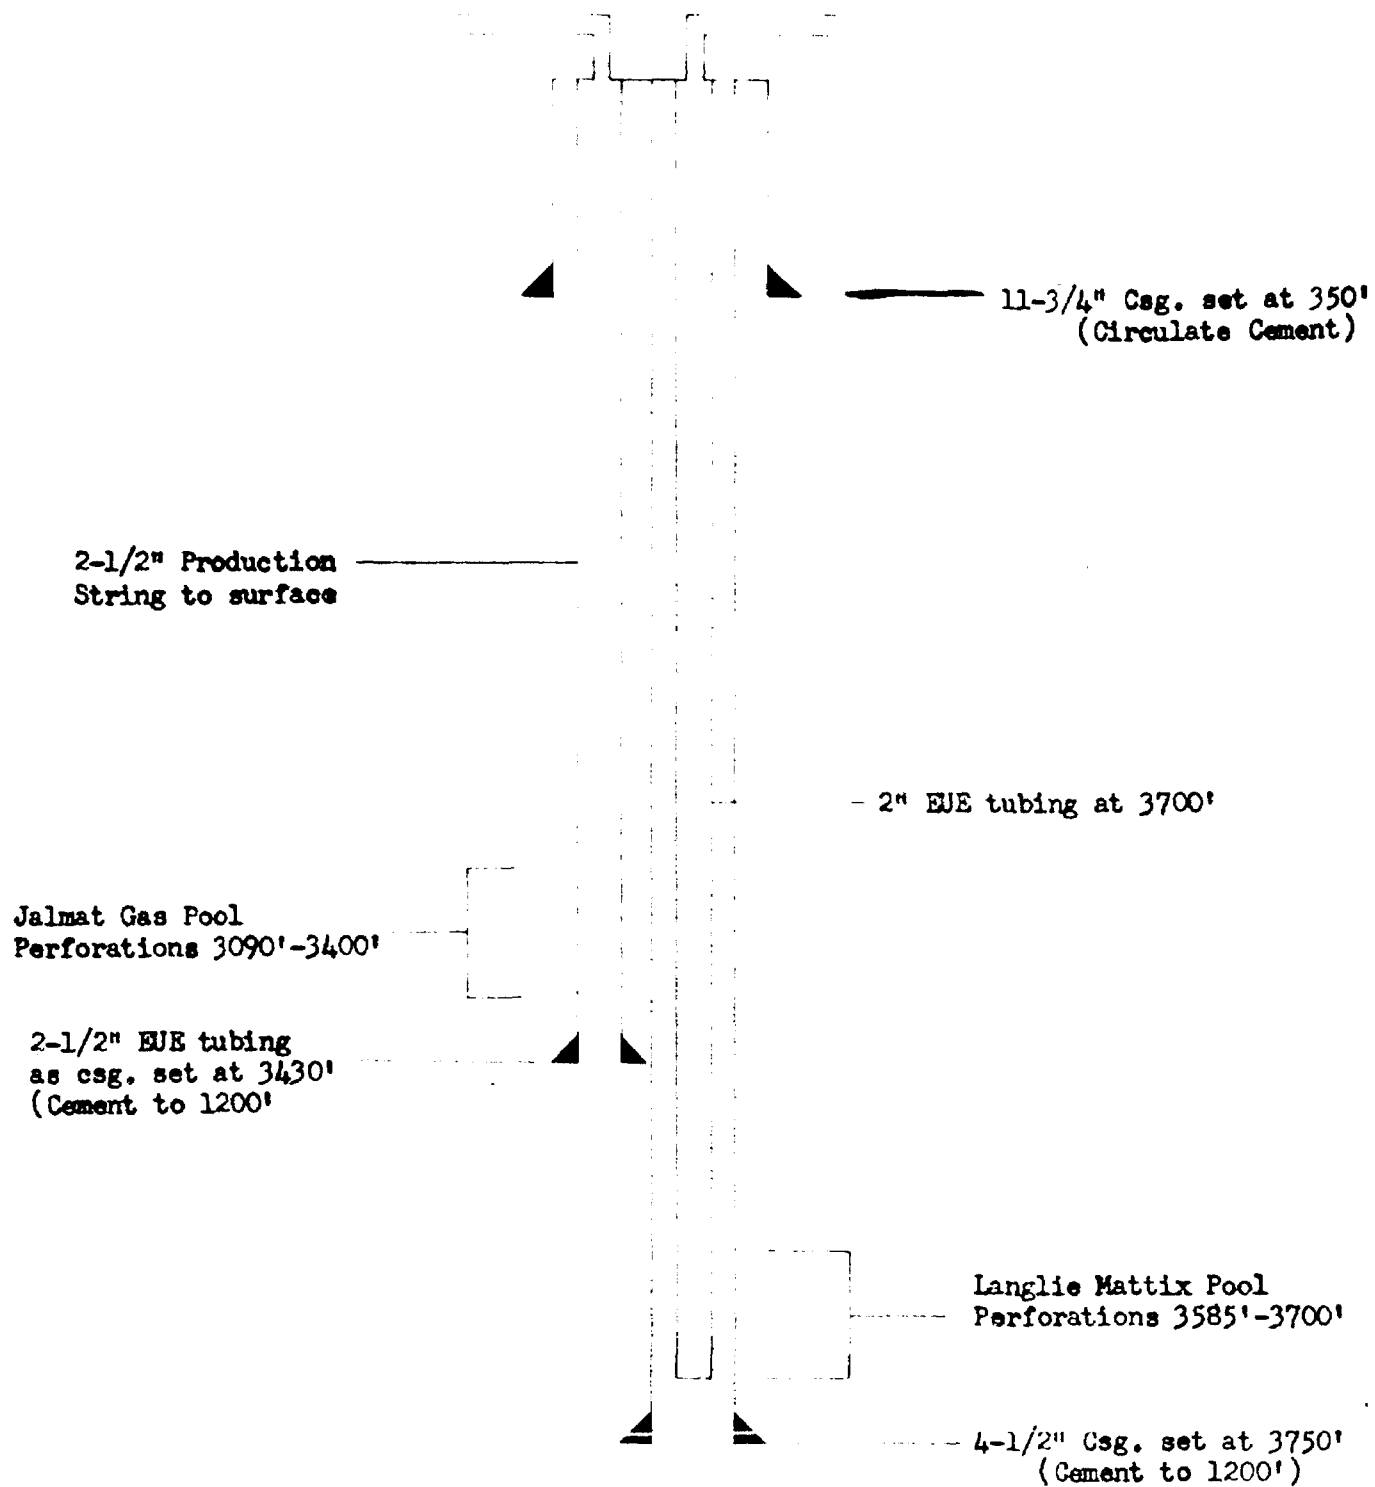 11-3/4" Csg. set at 350'
(Circulate Cement)
2-1/2" Production
String to surface
2" EUE tubing at 3700'
Jalmat Gas Pool
Perforations 3090'-3400'
2-1/2" EUE tubing
as csg. set at 3430'
(Cement to 1200'
Langlie Mattix Pool
Perforations 3585'-3700'
4-1/2" Csg. set at 3750'
(Cement to 1200')